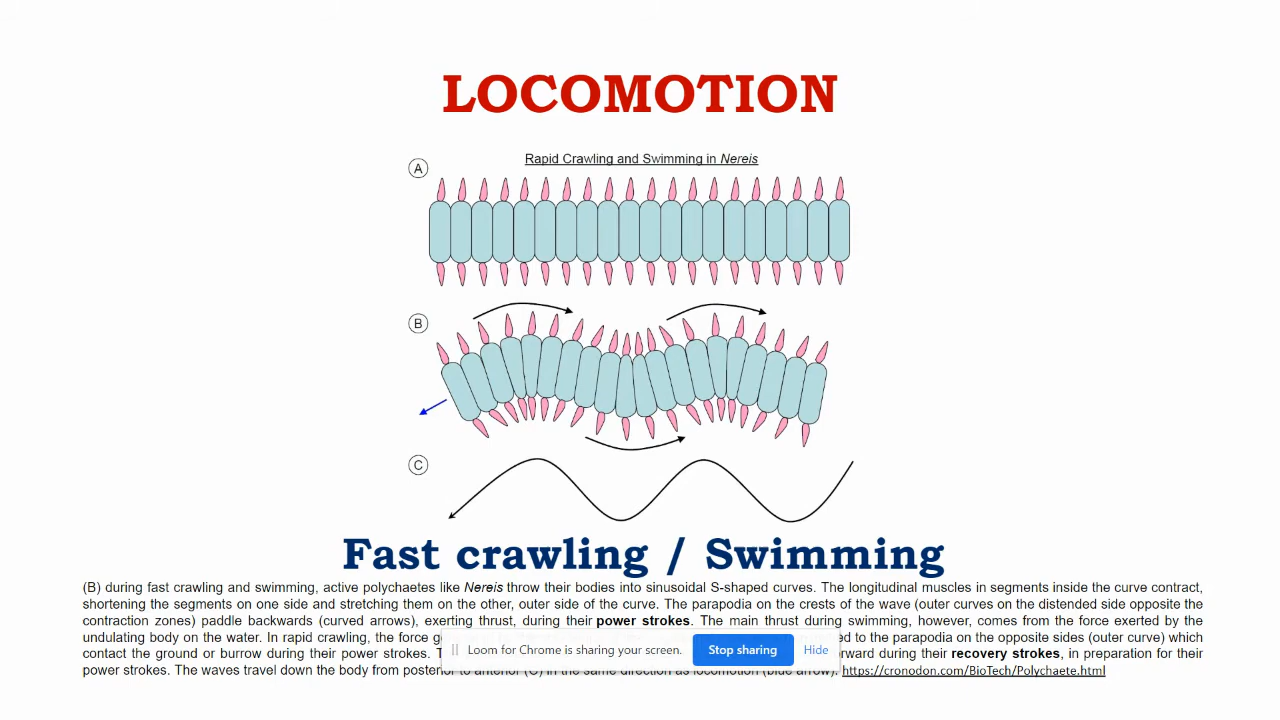 LOCOMOTION
Rapid Crawling and Swimming in Nereis
A
B
C
Fast crawling / Swimming
(B) during fast crawling and swimming, active polychaetes like Nereis throw their bodies into sinusoidal S-shaped curves. The longitudinal muscles in segments inside the curve contract,
shortening the segments on one side and stretching them on the other, outer side of the curve. The parapodia on the crests of the wave (outer curves on the distended side opposite the
contraction zones) paddle backwards (curved arrows), exerting thrust, during their power strokes. The main thrust during swimming, however, comes from the force exerted by the
undulating body on the water. In rapid crawling, the force to the parapodia on the opposite sides (outer curve) which
contact the ground or burrow during their power strokes. during their recovery strokes, in preparation for their
power strokes. The waves travel down the body from posterior to anterior (C) in the same direction as locomotion (blue arrow). https://cronodon.com/BioTech/Polychaete.html
Loom for Chrome is sharing your screen. Stop sharing Hide